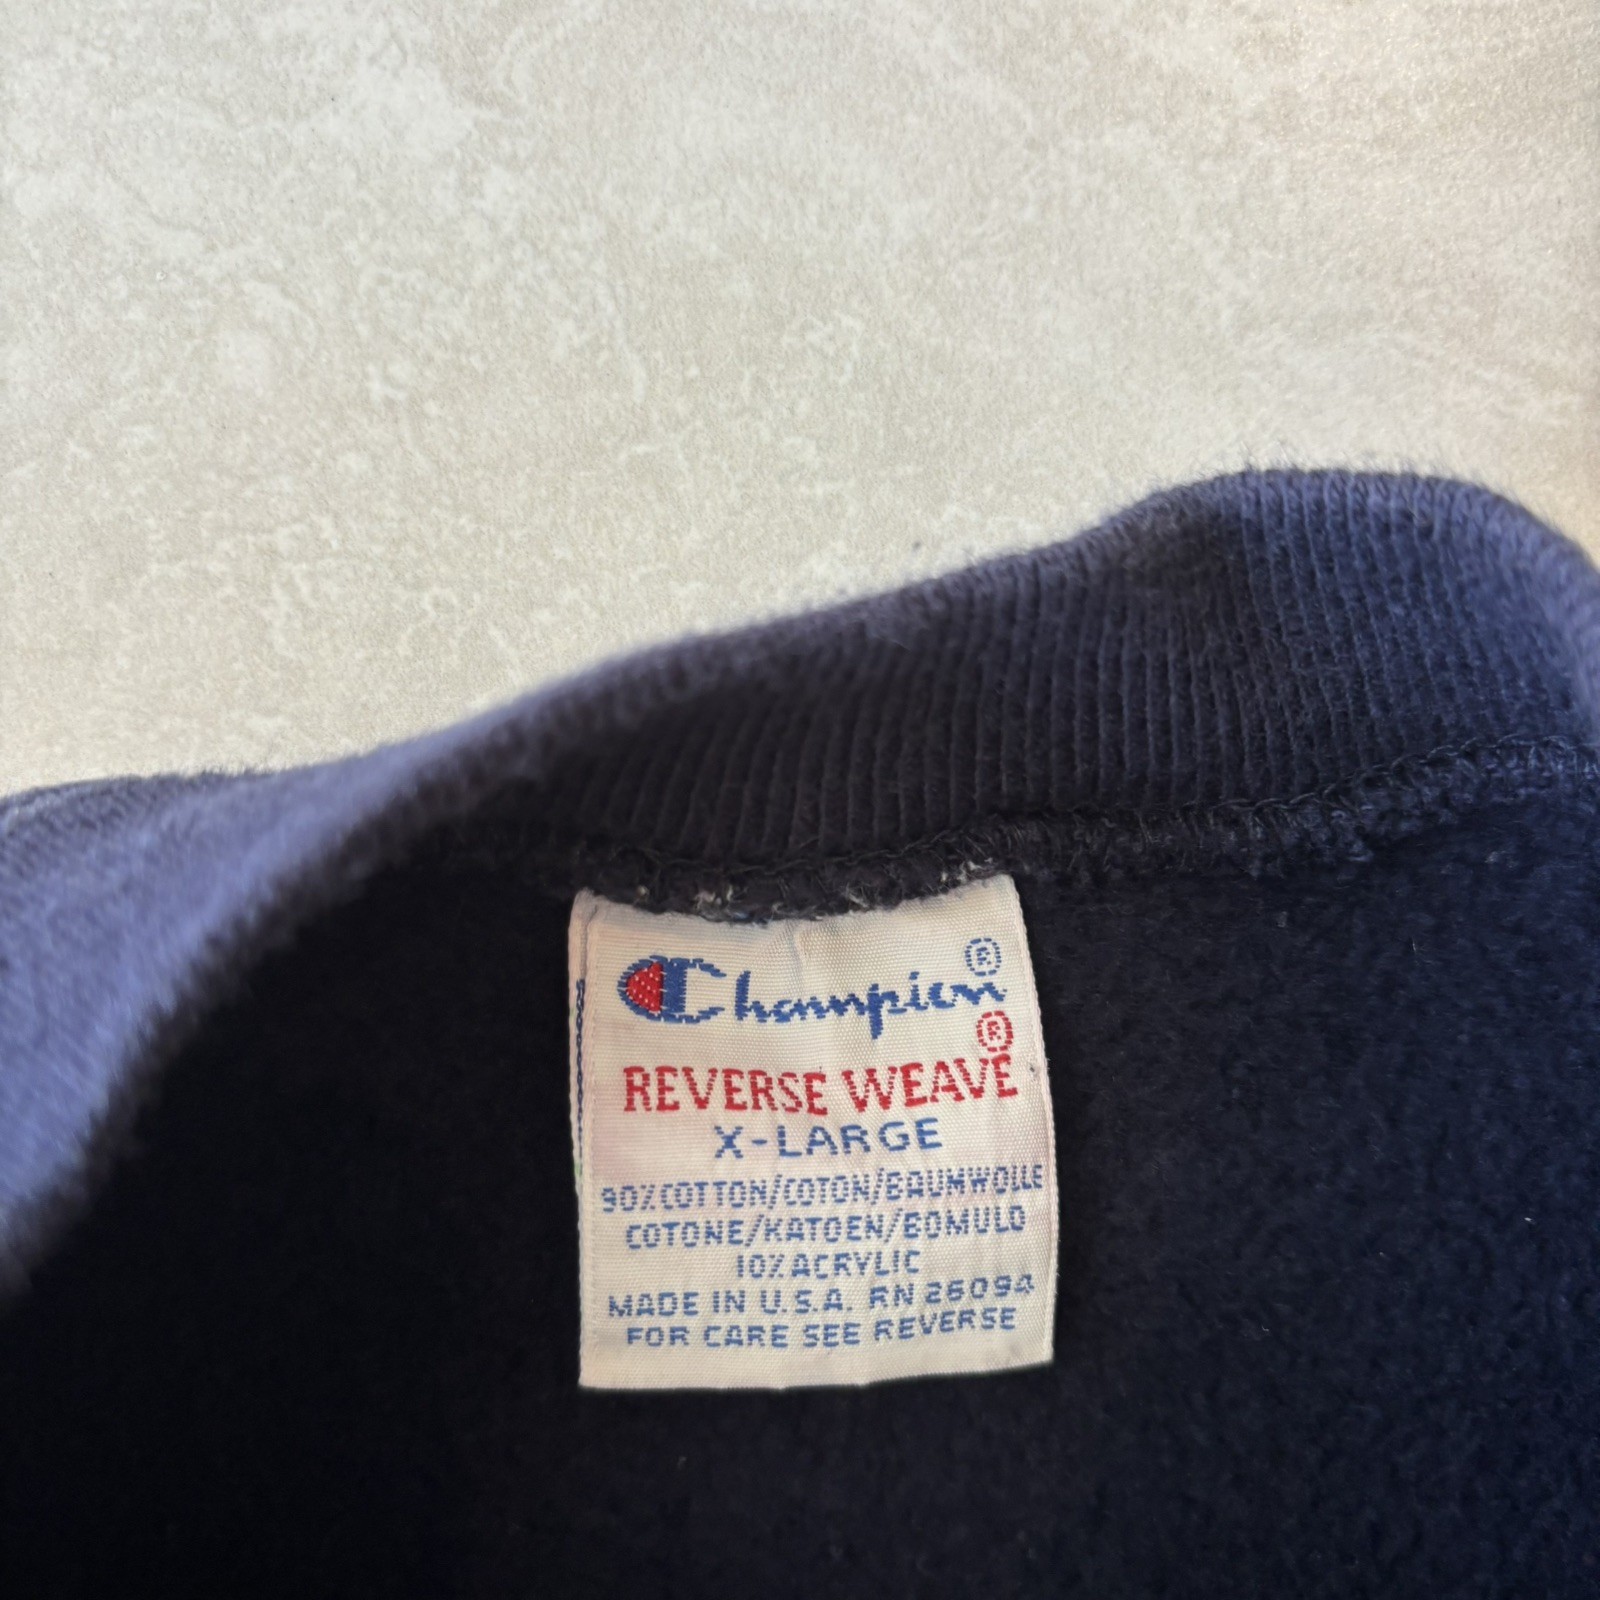 Champion®
REVERSE WEAVE®
X-LARGE
90% COTTON/COTON/BAUMWOLLE
COTONE/KATOEN/BOMULD
10% ACRYLIC
MADE IN U.S.A. RN 26094
FOR CARE SEE REVERSE